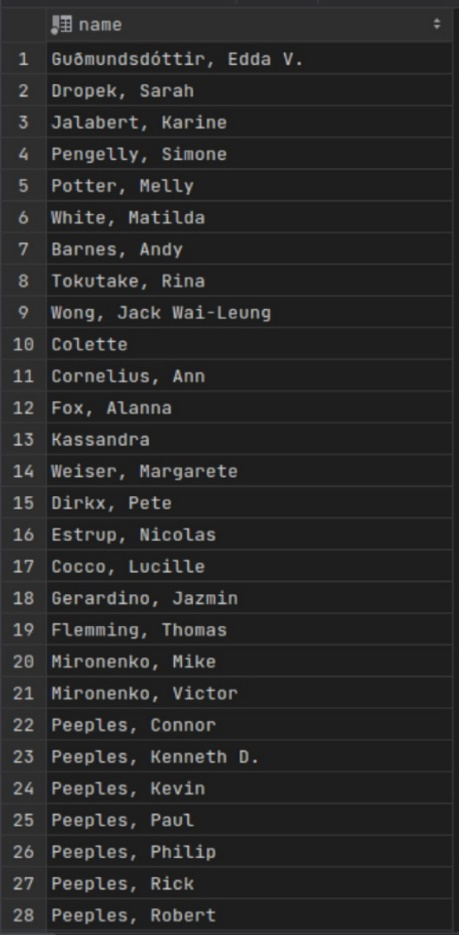 name
1 Guðmundsdóttir, Edda V.
2 Dropek, Sarah
3 Jalabert, Karine
4 Pengelly, Simone
5 Potter, Melly
6 White, Matilda
7 Barnes, Andy
8 Tokutake, Rina
9 Wong, Jack Wai-Leung
10 Colette
11 Cornelius, Ann
12 Fox, Alanna
13 Kassandra
14 Weiser, Margarete
15 Dirkx, Pete
16 Estrup, Nicolas
17 Cocco, Lucille
18 Gerardino, Jazmin
19 Flemming, Thomas
20 Mironenko, Mike
21 Mironenko, Victor
22 Peeples, Connor
23 Peeples, Kenneth D.
24 Peeples, Kevin
25 Peeples, Paul
26 Peeples, Philip
27 Peeples, Rick
28 Peeples, Robert